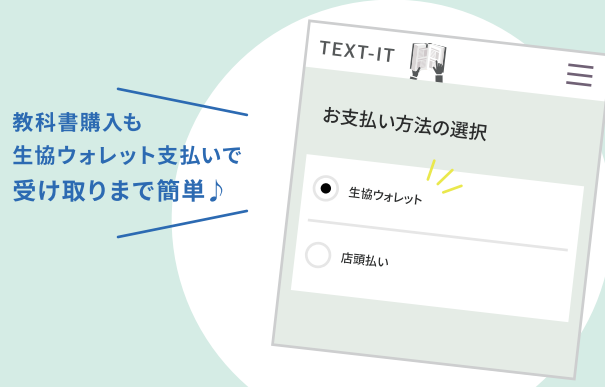 教科書購入も
生協ウォレット支払いで
受け取りまで簡単♪
TEXT-IT
お支払い方法の選択
生協ウォレット
店頭払い